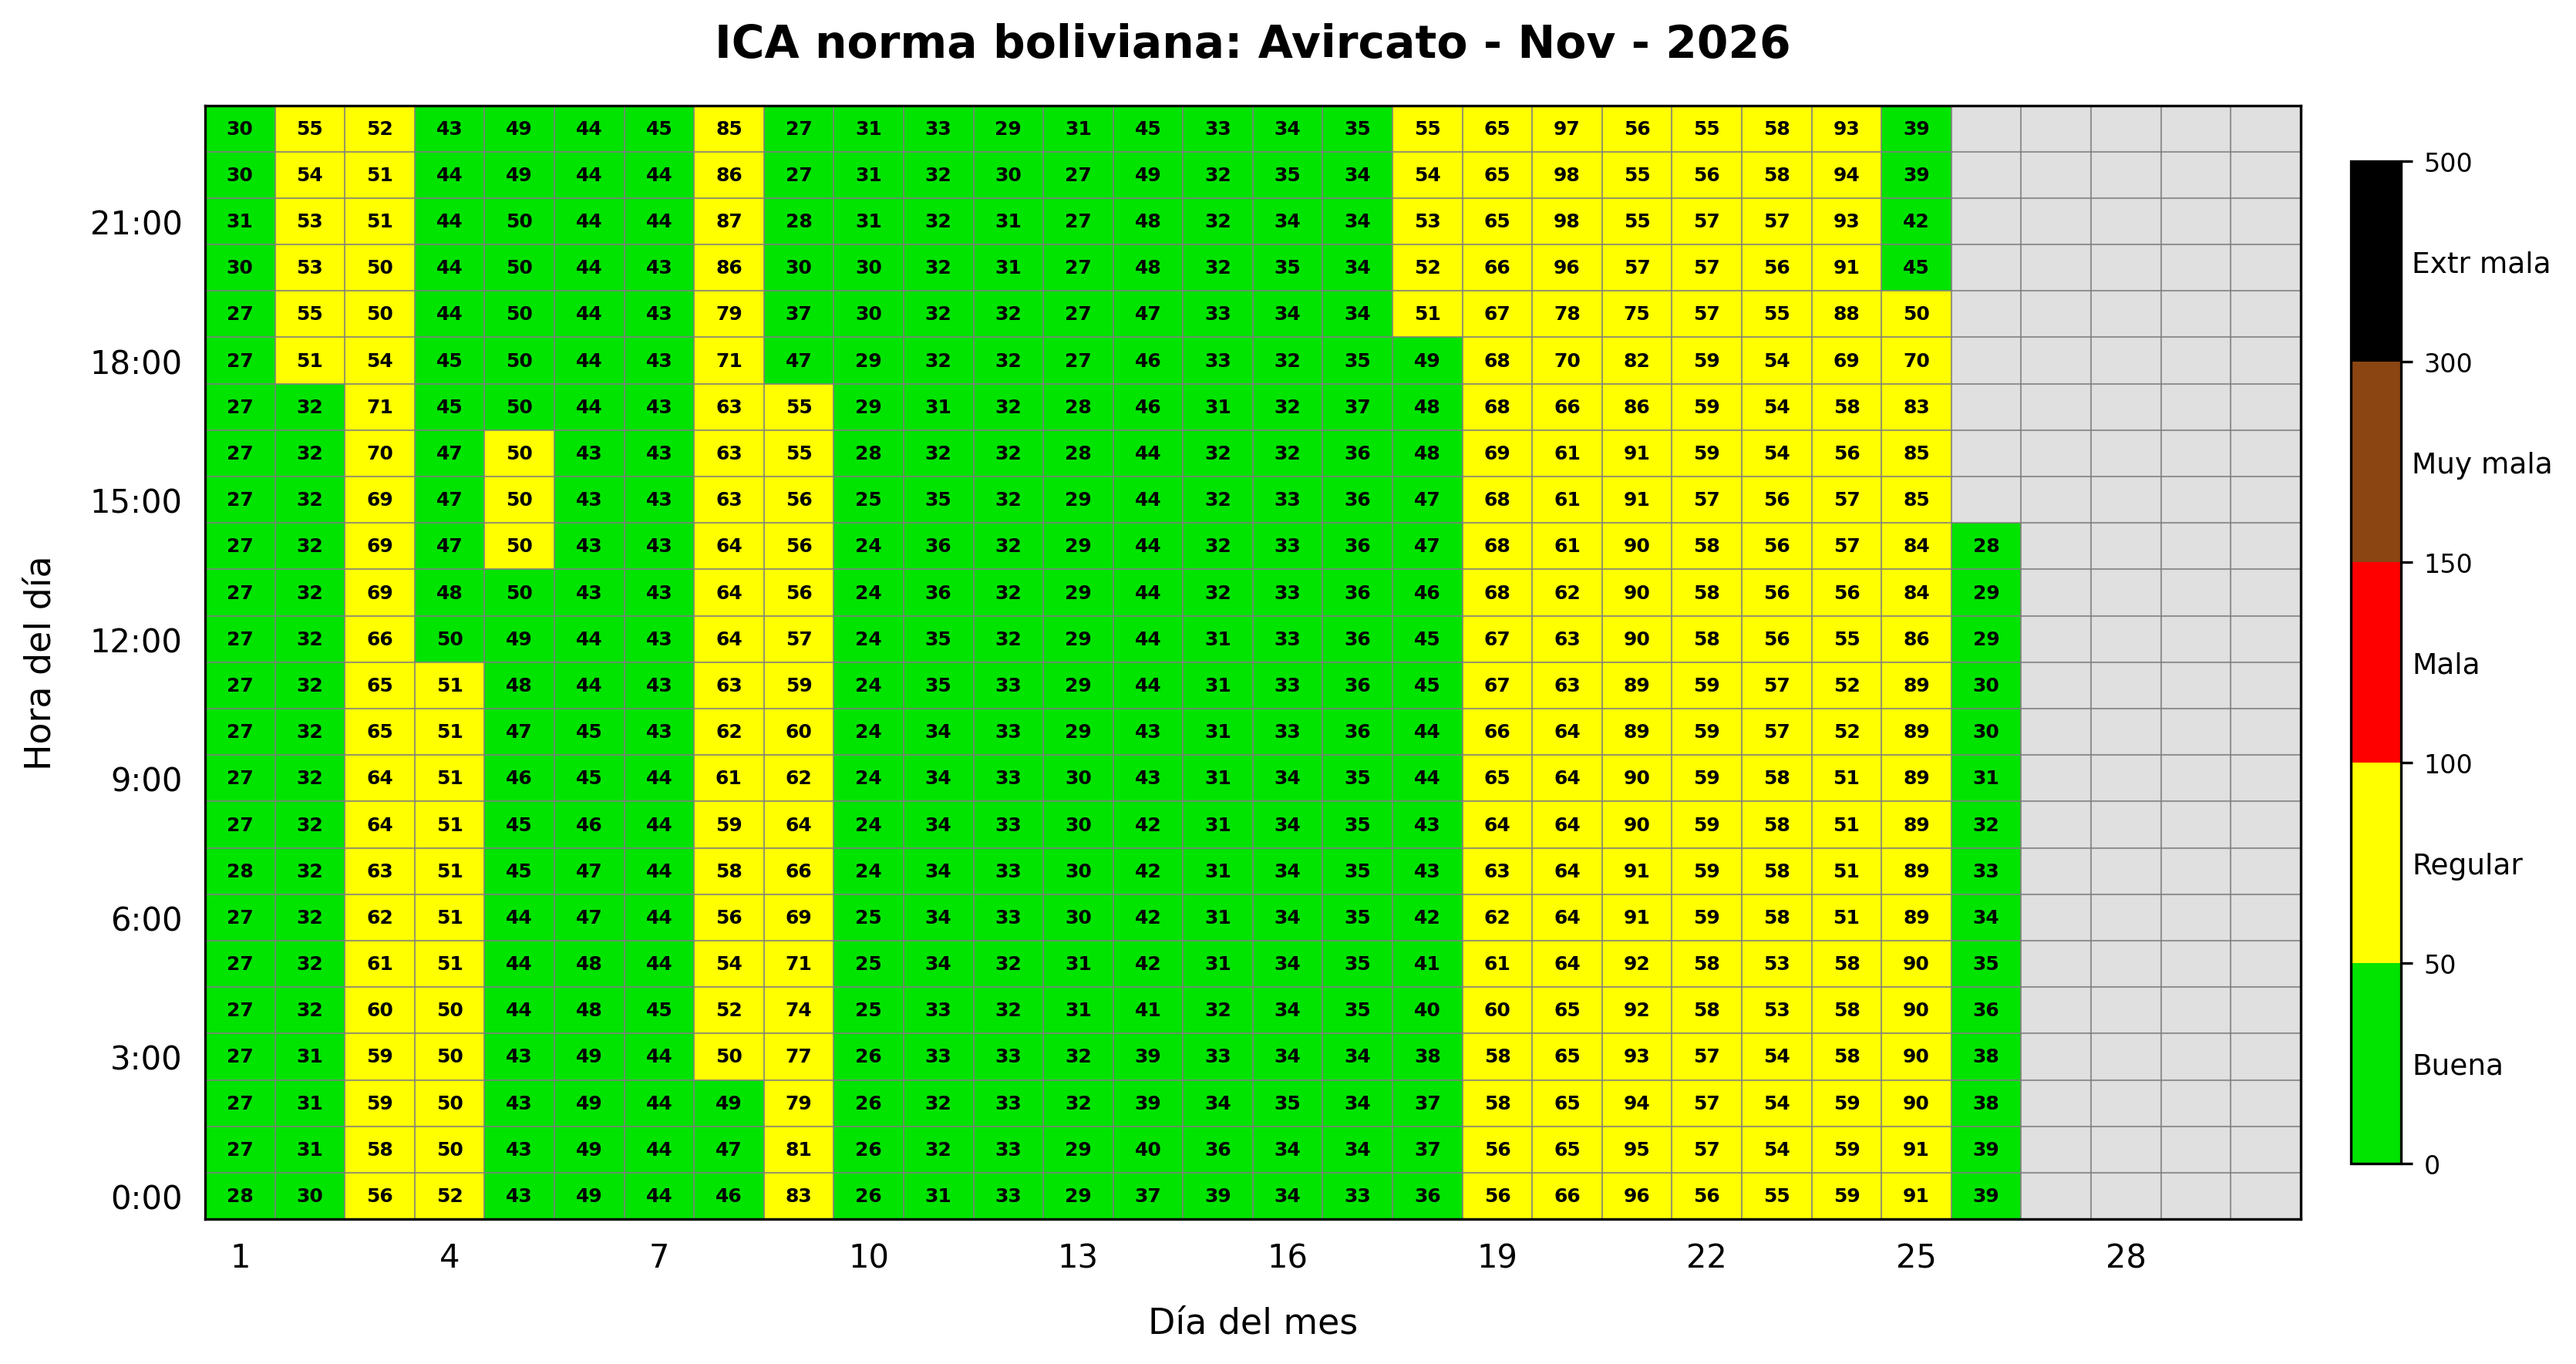 ICA norma boliviana: Avircato - Nov - 2026
30 55 52 43 49 44 45 85 27 31 33 29 31 45 33 34 35 55 65 97 56 55 58 93 39
30 54 51 44 49 44 44 86 27 31 32 30 27 49 32 35 34 54 65 98 55 56 58 94 39
21:00 31 53 51 44 50 44 44 87 28 31 32 31 27 48 32 34 34 53 65 98 55 57 57 93 42
30 53 50 44 50 44 43 86 30 30 32 31 27 48 32 35 34 52 66 96 57 57 56 91 45
27 55 50 44 50 44 43 79 37 30 32 32 27 47 33 34 34 51 67 78 75 57 55 88 50
18:00 27 51 54 45 50 44 43 71 47 29 32 32 27 46 33 32 35 49 68 70 82 59 54 69 70
27 32 71 45 50 44 43 63 55 29 31 32 28 46 31 32 37 48 68 66 86 59 54 58 83
27 32 70 47 50 43 43 63 55 28 32 32 28 44 32 32 36 48 69 61 91 59 54 56 85
15:00 27 32 69 47 50 43 43 63 56 25 35 32 29 44 32 33 36 47 68 61 91 57 56 57 85
27 32 69 47 50 43 43 64 56 24 36 32 29 44 32 33 36 47 68 61 90 58 56 57 84 28
27 32 69 48 50 43 43 64 56 24 36 32 29 44 32 33 36 46 68 62 90 58 56 56 84 29
12:00 27 32 66 50 49 44 43 64 57 24 35 32 29 44 31 33 36 45 67 63 90 58 56 55 86 29
27 32 65 51 48 44 43 63 59 24 35 33 29 44 31 33 36 45 67 63 89 59 57 52 89 30
27 32 65 51 47 45 43 62 60 24 34 33 29 43 31 33 36 44 66 64 89 59 57 52 89 30
9:00 27 32 64 51 46 45 44 61 62 24 34 33 30 43 31 34 35 44 65 64 90 59 58 51 89 31
27 32 64 51 45 46 44 59 64 24 34 33 30 42 31 34 35 43 64 64 90 59 58 51 89 32
28 32 63 51 45 47 44 58 66 24 34 33 30 42 31 34 35 43 63 64 91 59 58 51 89 33
6:00 27 32 62 51 44 47 44 56 69 25 34 33 30 42 31 34 35 42 62 64 91 59 58 51 89 34
27 32 61 51 44 48 44 54 71 25 34 32 31 42 31 34 35 41 61 64 92 58 53 58 90 35
27 32 60 50 44 48 45 52 74 25 33 32 31 41 32 34 35 40 60 65 92 58 53 58 90 36
3:00 27 31 59 50 43 49 44 50 77 26 33 33 32 39 33 34 34 38 58 65 93 57 54 58 90 38
27 31 59 50 43 49 44 49 79 26 32 33 32 39 34 35 34 37 58 65 94 57 54 59 90 38
27 31 58 50 43 49 44 47 81 26 32 33 29 40 36 34 34 37 56 65 95 57 54 59 91 39
0:00 28 30 56 52 43 49 44 46 83 26 31 33 29 37 39 34 33 36 56 66 96 56 55 59 91 39
1 4 7 10 13 16 19 22 25 28
Día del mes
Hora del día
500
Extr mala
300
Muy mala
150
Mala
100
Regular
50
Buena
0